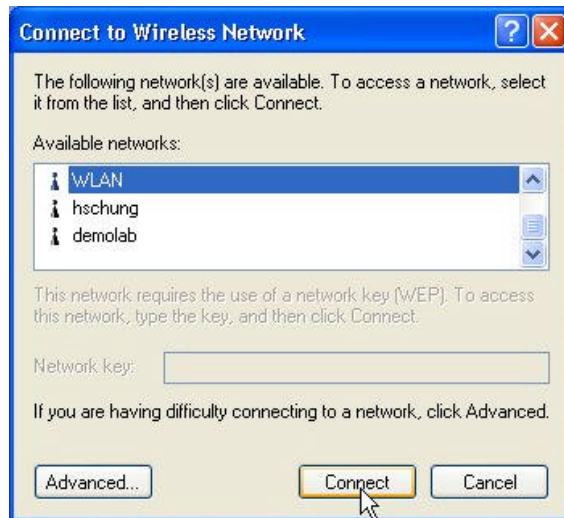 Connect to Wireless Network
?
The following network(s) are available. To access a network, select
it from the list, and then click Connect.
Available networks:
WLAN
hschung
demolab
This network requires the use of a network key (WEP). To access
this network, type the key, and then click Connect.
Network key:
If you are having difficulty connecting to a network, click Advanced.
Advanced... Connect Cancel